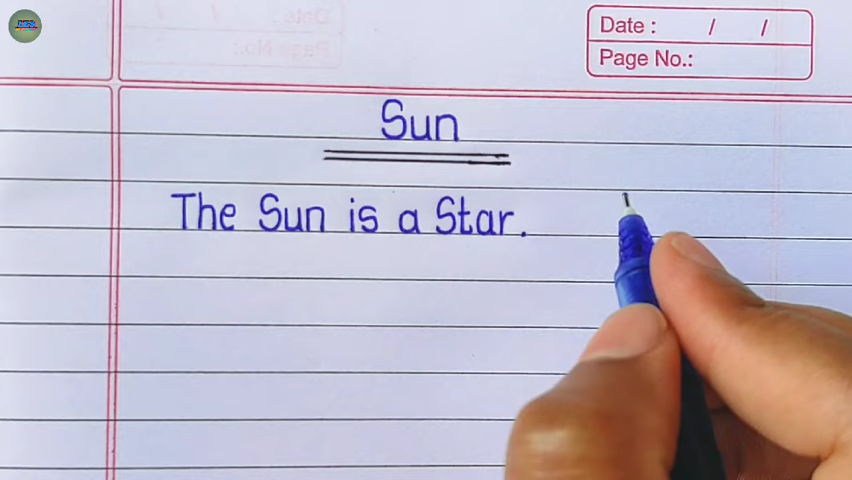 Date :    /    /
Page No.:
Sun
The Sun is a Star.